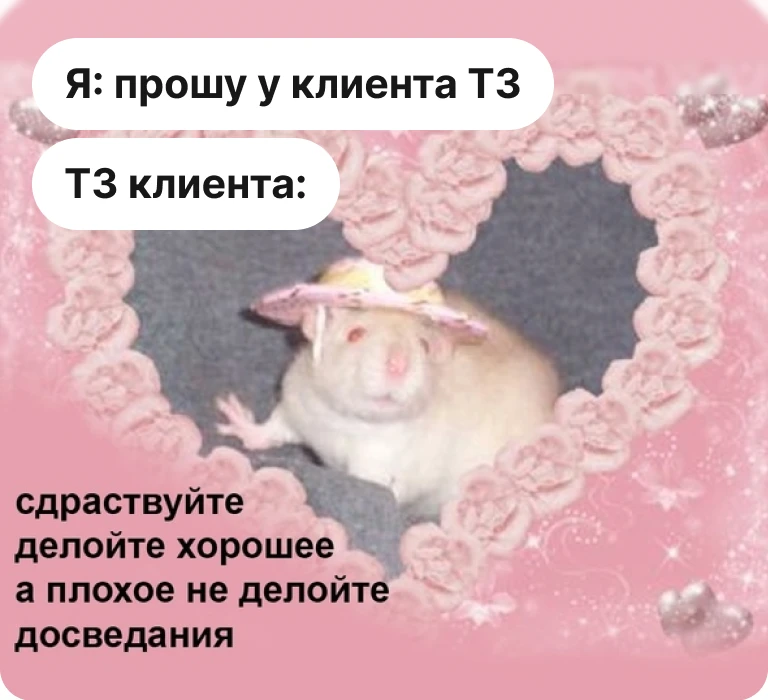 Я: прошу у клиента ТЗ
ТЗ клиента:
сдраствуйте
делойте хорошее
а плохое не делойте
досведания